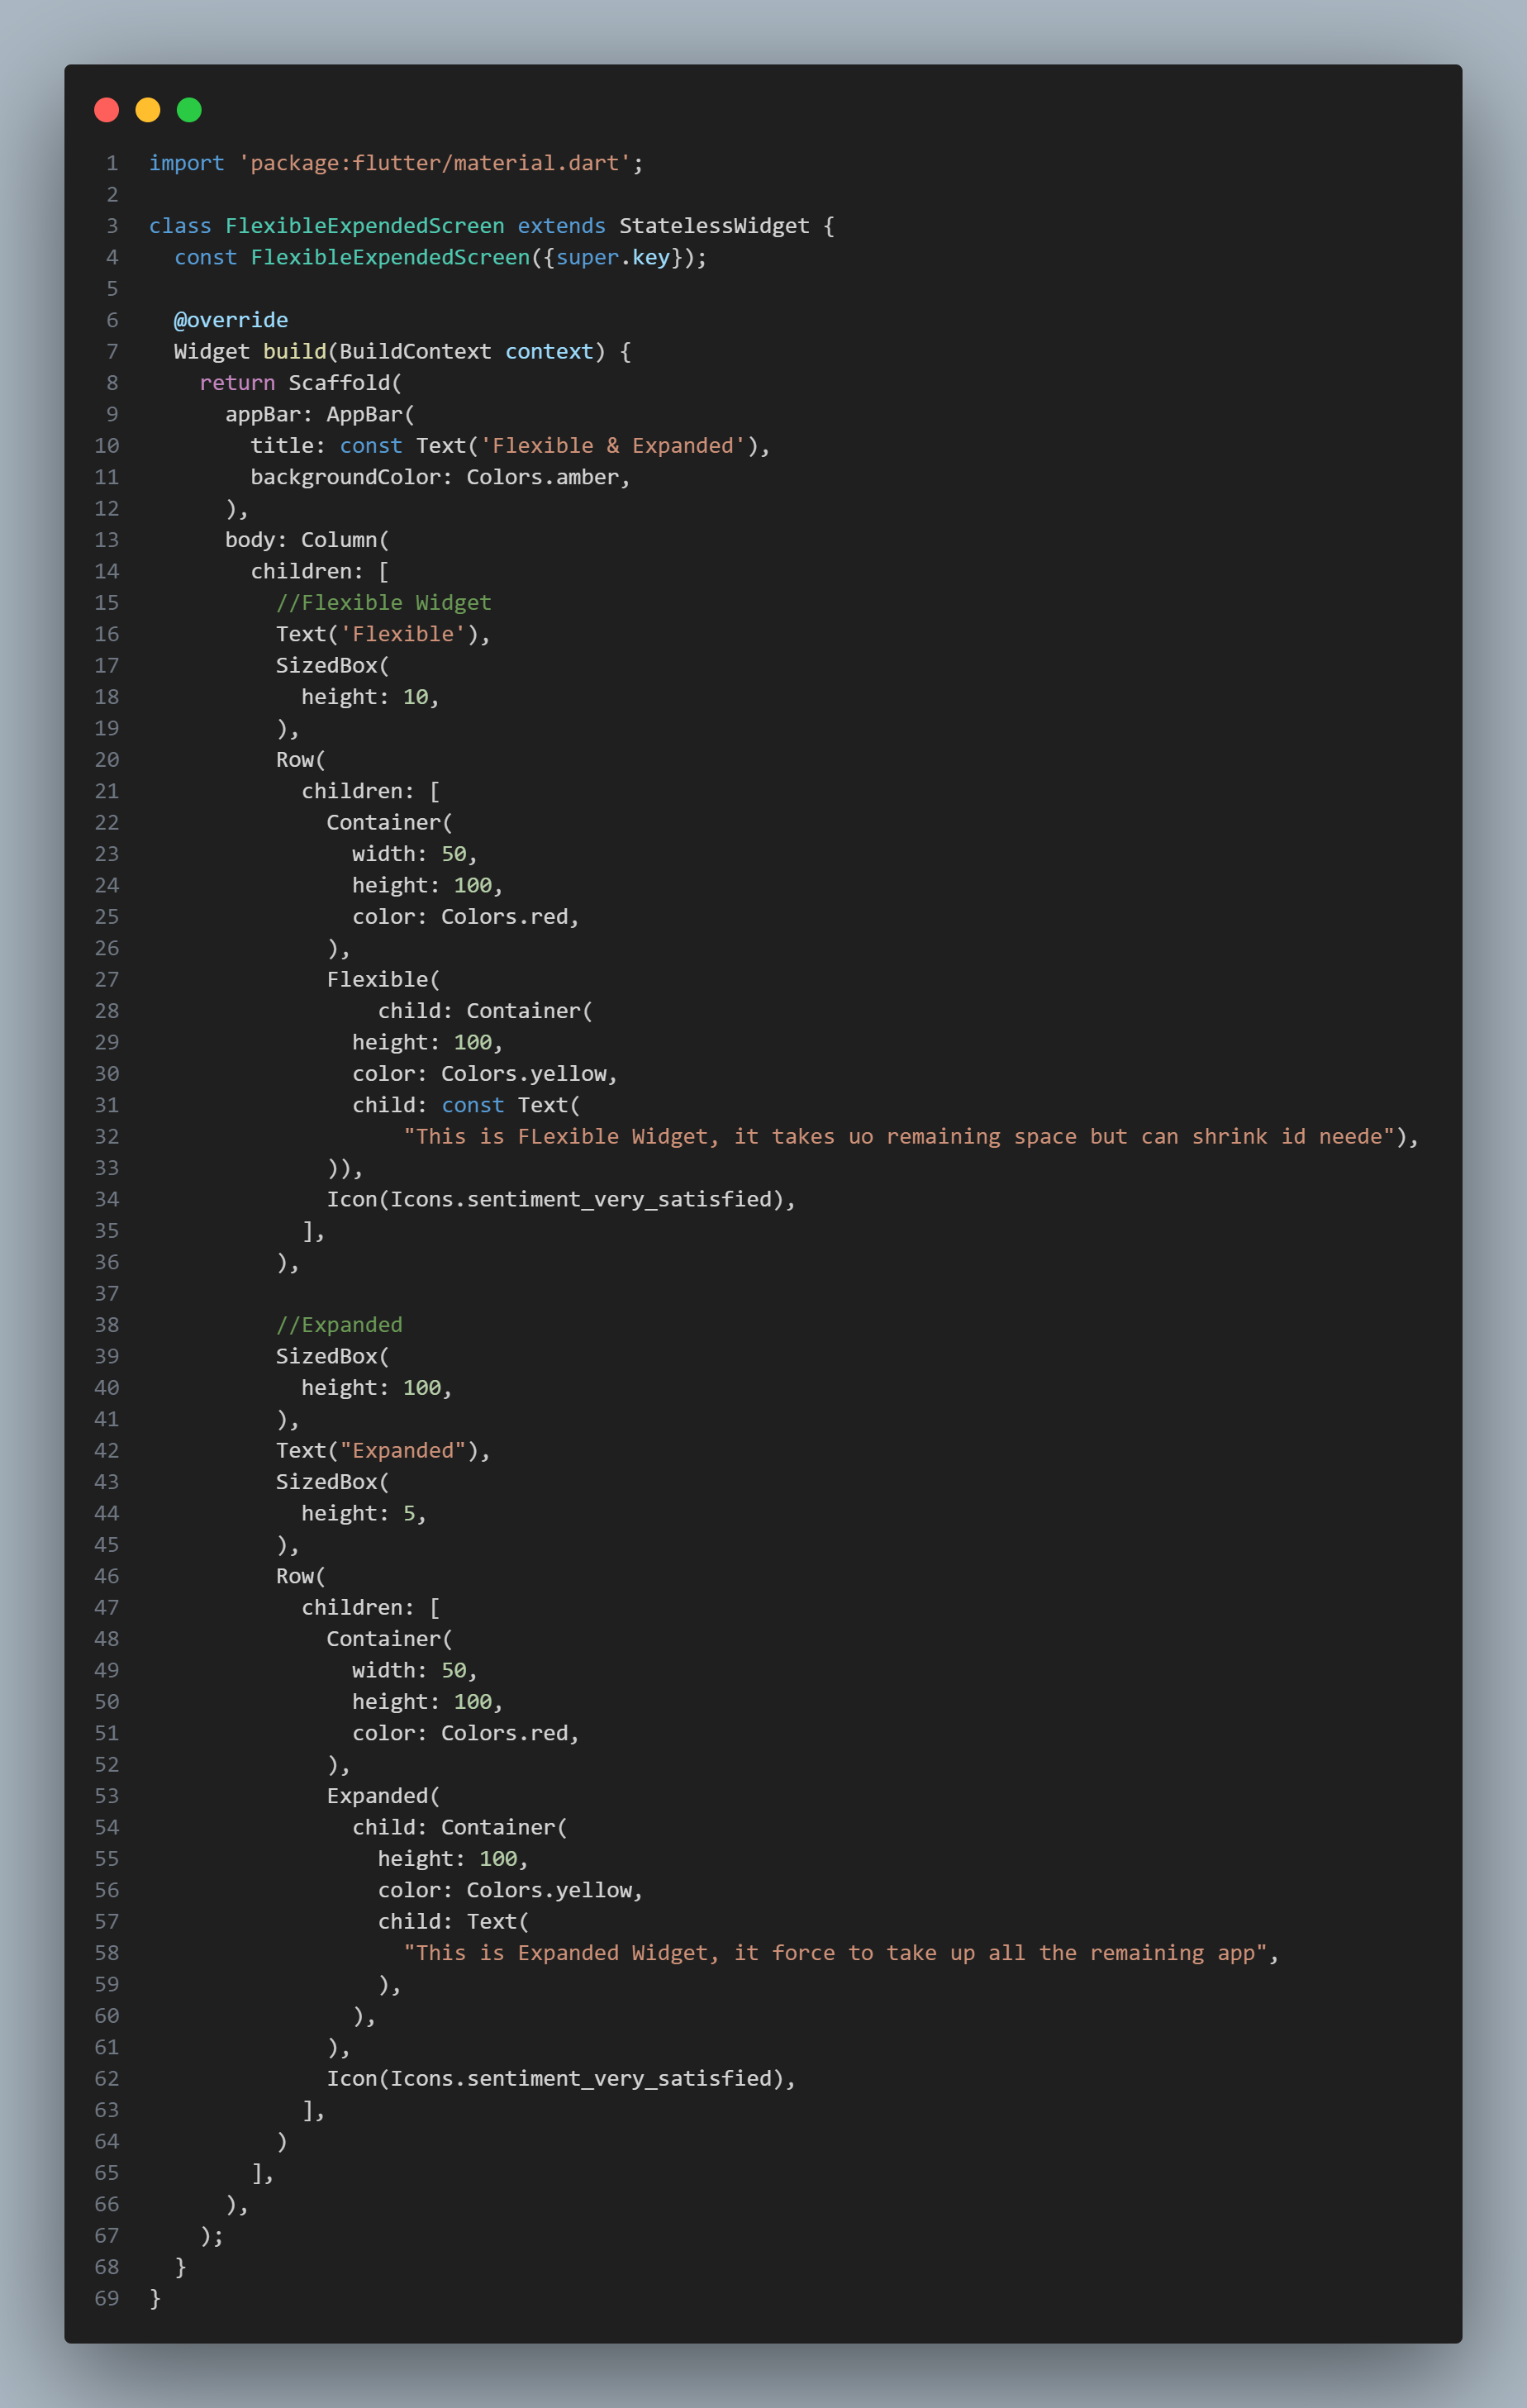 1 import 'package:flutter/material.dart';
2
3 class FlexibleExpendedScreen extends StatelessWidget {
4   const FlexibleExpendedScreen({super.key});
5
6   @override
7   Widget build(BuildContext context) {
8     return Scaffold(
9       appBar: AppBar(
10         title: const Text('Flexible & Expanded'),
11         backgroundColor: Colors.amber,
12       ),
13       body: Column(
14         children: [
15           //Flexible Widget
16           Text('Flexible'),
17           SizedBox(
18             height: 10,
19           ),
20           Row(
21             children: [
22               Container(
23                 width: 50,
24                 height: 100,
25                 color: Colors.red,
26               ),
27               Flexible(
28                   child: Container(
29                 height: 100,
30                 color: Colors.yellow,
31                 child: const Text(
32                     "This is FLexible Widget, it takes uo remaining space but can shrink id neede"),
33               )),
34               Icon(Icons.sentiment_very_satisfied),
35             ],
36           ),
37
38           //Expanded
39           SizedBox(
40             height: 100,
41           ),
42           Text("Expanded"),
43           SizedBox(
44             height: 5,
45           ),
46           Row(
47             children: [
48               Container(
49                 width: 50,
50                 height: 100,
51                 color: Colors.red,
52               ),
53               Expanded(
54                 child: Container(
55                   height: 100,
56                   color: Colors.yellow,
57                   child: Text(
58                     "This is Expanded Widget, it force to take up all the remaining app",
59                   ),
60                 ),
61               ),
62               Icon(Icons.sentiment_very_satisfied),
63             ],
64           )
65         ],
66       ),
67     );
68   }
69 }